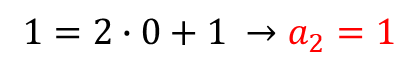 1 = 2 · 0 + 1 → a₂ = 1